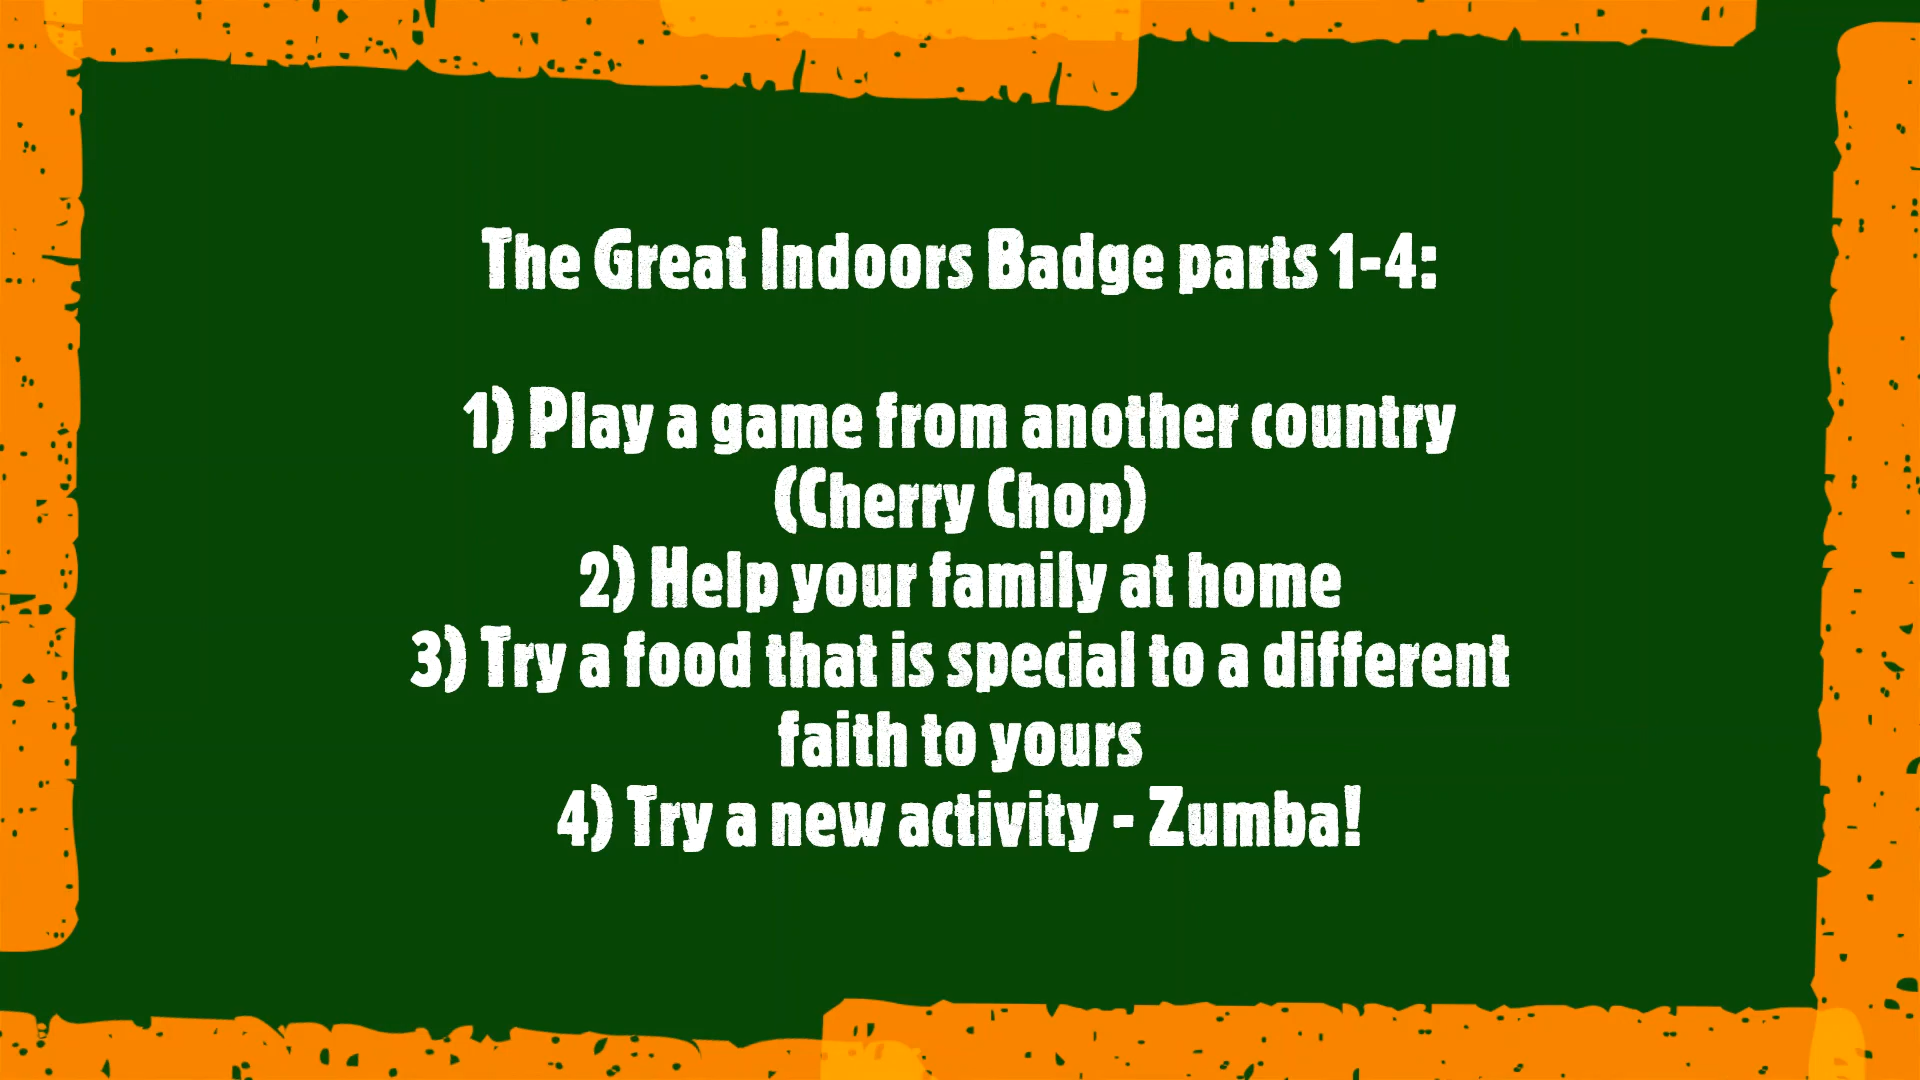 The Great Indoors Badge parts 1-4:
1) Play a game from another country
(Cherry Chop)
2) Help your family at home
3) Try a food that is special to a different
faith to yours
4) Try a new activity - Zumba!